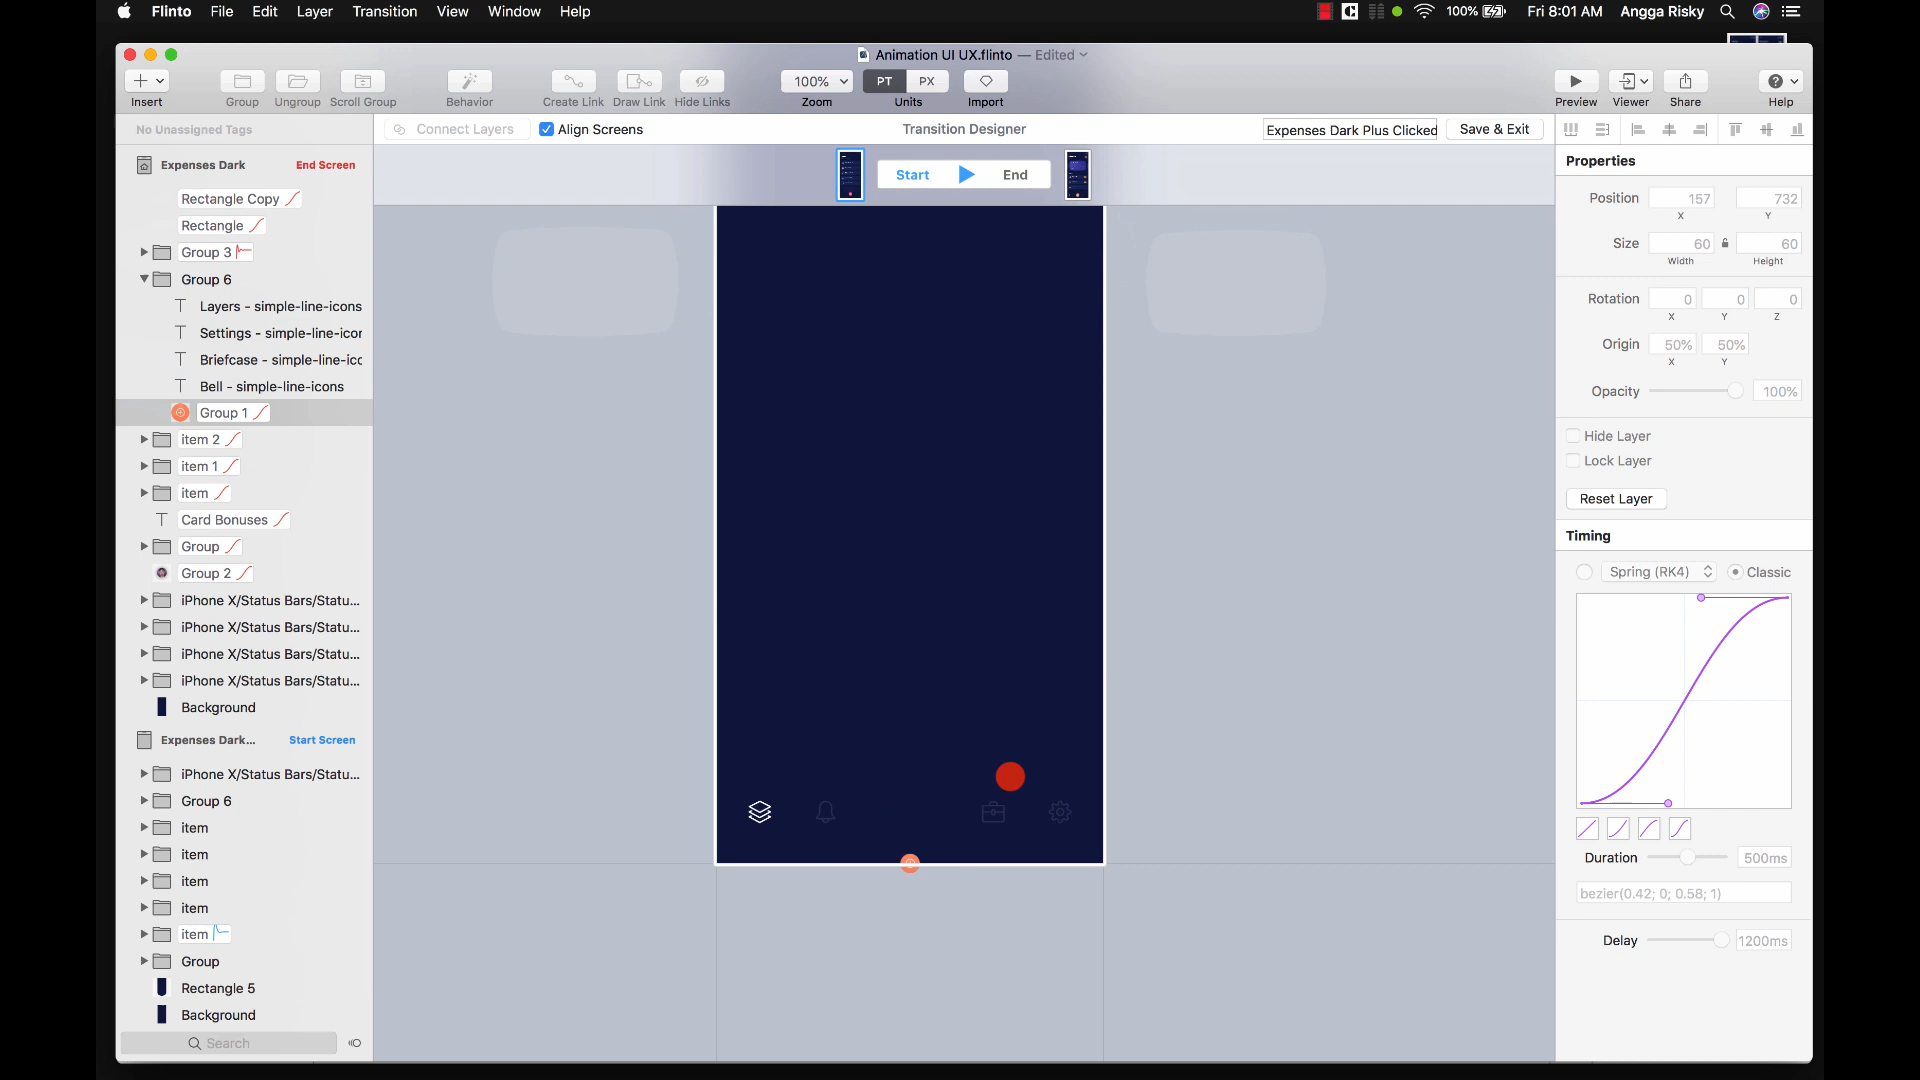 Flinto File Edit Layer Transition View Window Help 100% Fri 8:01 AM Angga Risky
Animation UI UX.flinto — Edited
Insert Group Ungroup Scroll Group Behavior Create Link Draw Link Hide Links 100% Zoom PT PX Units Import Preview Viewer Share Help
No Unassigned Tags Connect Layers Align Screens Transition Designer Expenses Dark Plus Clicked Save & Exit
Start End
Expenses Dark End Screen
Rectangle Copy
Rectangle
Group 3
Group 6
Layers - simple-line-icons
Settings - simple-line-icon
Briefcase - simple-line-ico
Bell - simple-line-icons
Group 1
item 2
item 1
item
Card Bonuses
Group
Group 2
iPhone X/Status Bars/Statu...
iPhone X/Status Bars/Statu...
iPhone X/Status Bars/Statu...
iPhone X/Status Bars/Statu...
Background
Expenses Dark... Start Screen
iPhone X/Status Bars/Statu...
Group 6
item
item
item
item
item
Group
Rectangle 5
Background
Search
Properties
Position 157 732
X Y
Size 60 60
Width Height
Rotation 0 0 0
X Y Z
Origin 50% 50%
X Y
Opacity 100%
Hide Layer
Lock Layer
Reset Layer
Timing
Spring (RK4) Classic
Duration 500ms
bezier(0.42; 0; 0.58; 1)
Delay 1200ms